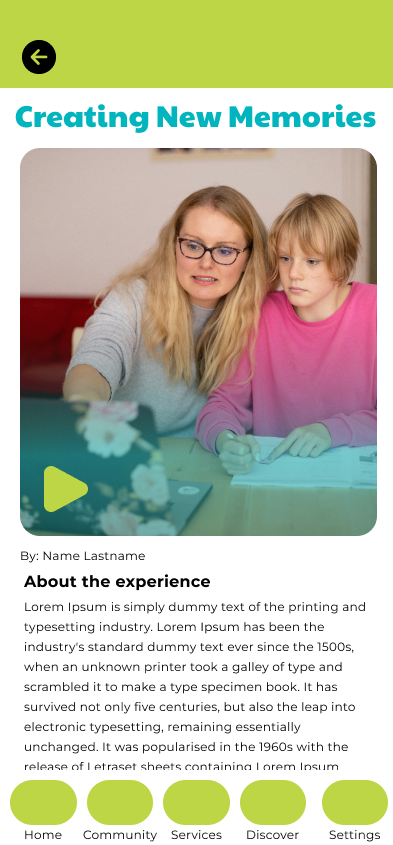 Creating New Memories
By: Name Lastname
About the experience
Lorem Ipsum is simply dummy text of the printing and
typesetting industry. Lorem Ipsum has been the
industry's standard dummy text ever since the 1500s,
when an unknown printer took a galley of type and
scrambled it to make a type specimen book. It has
survived not only five centuries, but also the leap into
electronic typesetting, remaining essentially
unchanged. It was popularised in the 1960s with the
release of Letraset sheets containing Lorem Ipsum
Home Community Services Discover Settings